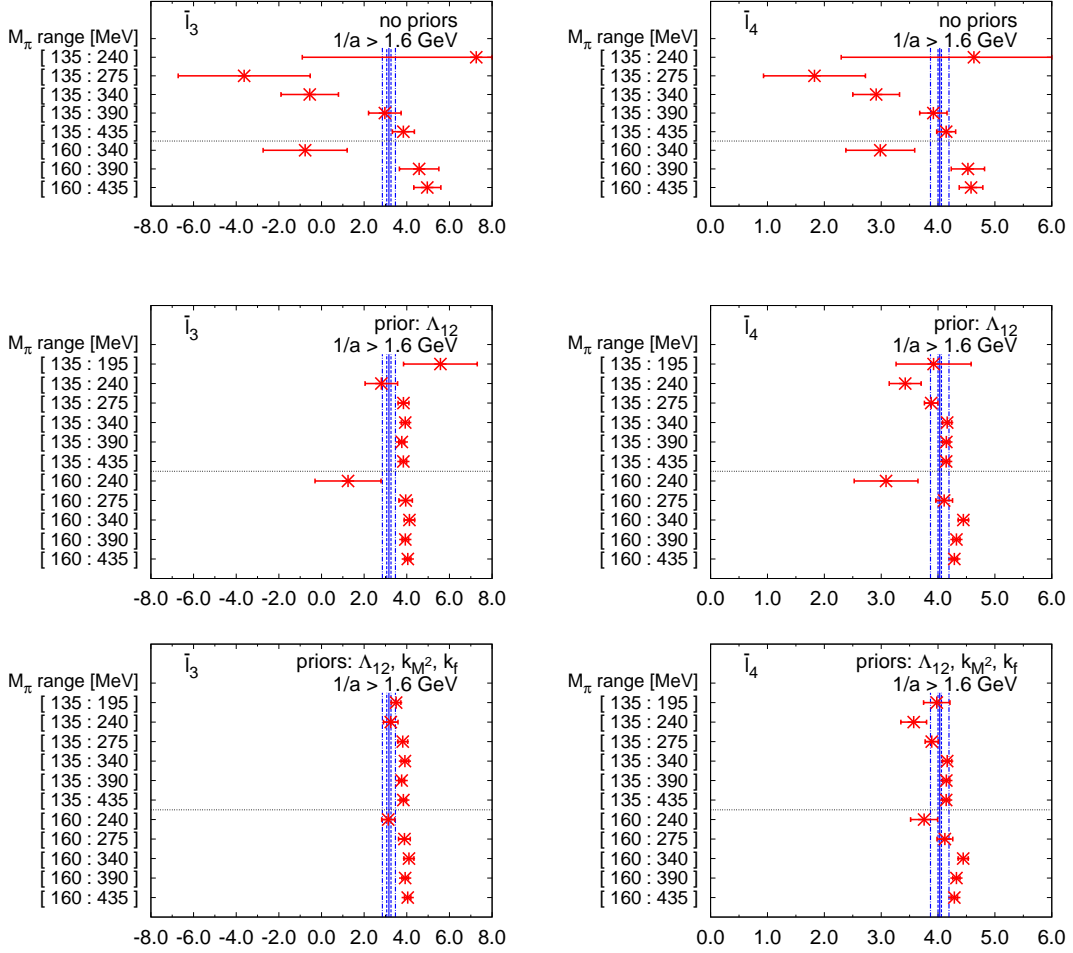 l̄₃
no priors
1/a > 1.6 GeV
M_π range [MeV]
[ 135 : 240 ]
[ 135 : 275 ]
[ 135 : 340 ]
[ 135 : 390 ]
[ 135 : 435 ]
[ 160 : 340 ]
[ 160 : 390 ]
[ 160 : 435 ]
-8.0 -6.0 -4.0 -2.0 0.0 2.0 4.0 6.0 8.0
l̄₄
no priors
1/a > 1.6 GeV
M_π range [MeV]
[ 135 : 240 ]
[ 135 : 275 ]
[ 135 : 340 ]
[ 135 : 390 ]
[ 135 : 435 ]
[ 160 : 340 ]
[ 160 : 390 ]
[ 160 : 435 ]
0.0 1.0 2.0 3.0 4.0 5.0 6.0
l̄₃
prior: Λ₁₂
1/a > 1.6 GeV
M_π range [MeV]
[ 135 : 195 ]
[ 135 : 240 ]
[ 135 : 275 ]
[ 135 : 340 ]
[ 135 : 390 ]
[ 135 : 435 ]
[ 160 : 240 ]
[ 160 : 275 ]
[ 160 : 340 ]
[ 160 : 390 ]
[ 160 : 435 ]
-8.0 -6.0 -4.0 -2.0 0.0 2.0 4.0 6.0 8.0
l̄₄
prior: Λ₁₂
1/a > 1.6 GeV
M_π range [MeV]
[ 135 : 195 ]
[ 135 : 240 ]
[ 135 : 275 ]
[ 135 : 340 ]
[ 135 : 390 ]
[ 135 : 435 ]
[ 160 : 240 ]
[ 160 : 275 ]
[ 160 : 340 ]
[ 160 : 390 ]
[ 160 : 435 ]
0.0 1.0 2.0 3.0 4.0 5.0 6.0
l̄₃
priors: Λ₁₂, k_M², k_f
1/a > 1.6 GeV
M_π range [MeV]
[ 135 : 195 ]
[ 135 : 240 ]
[ 135 : 275 ]
[ 135 : 340 ]
[ 135 : 390 ]
[ 135 : 435 ]
[ 160 : 240 ]
[ 160 : 275 ]
[ 160 : 340 ]
[ 160 : 390 ]
[ 160 : 435 ]
-8.0 -6.0 -4.0 -2.0 0.0 2.0 4.0 6.0 8.0
l̄₄
priors: Λ₁₂, k_M², k_f
1/a > 1.6 GeV
M_π range [MeV]
[ 135 : 195 ]
[ 135 : 240 ]
[ 135 : 275 ]
[ 135 : 340 ]
[ 135 : 390 ]
[ 135 : 435 ]
[ 160 : 240 ]
[ 160 : 275 ]
[ 160 : 340 ]
[ 160 : 390 ]
[ 160 : 435 ]
0.0 1.0 2.0 3.0 4.0 5.0 6.0